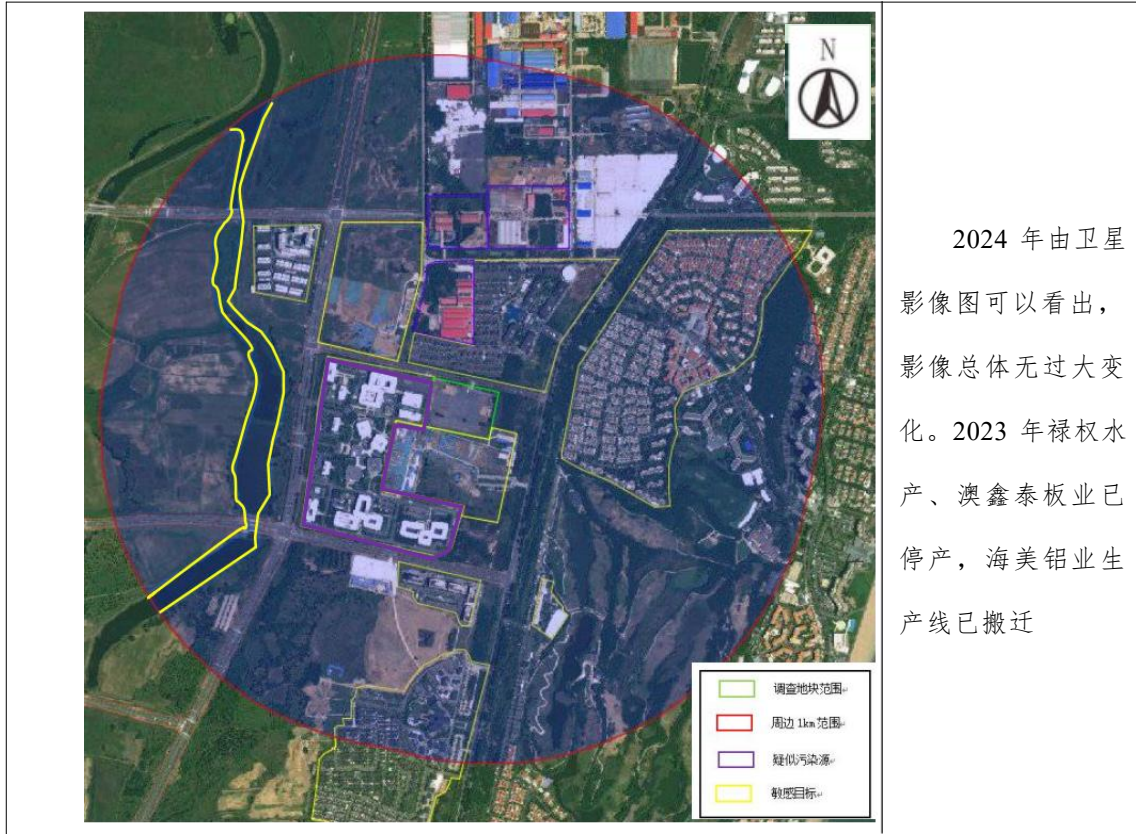 N
2024 年由卫星
影像图可以看出，
影像总体无过大变
化。2023 年禄权水
产、澳鑫泰板业已
停产，海美铝业生
产线已搬迁
调查地块范围
周边 1km 范围
疑似污染源
敏感目标